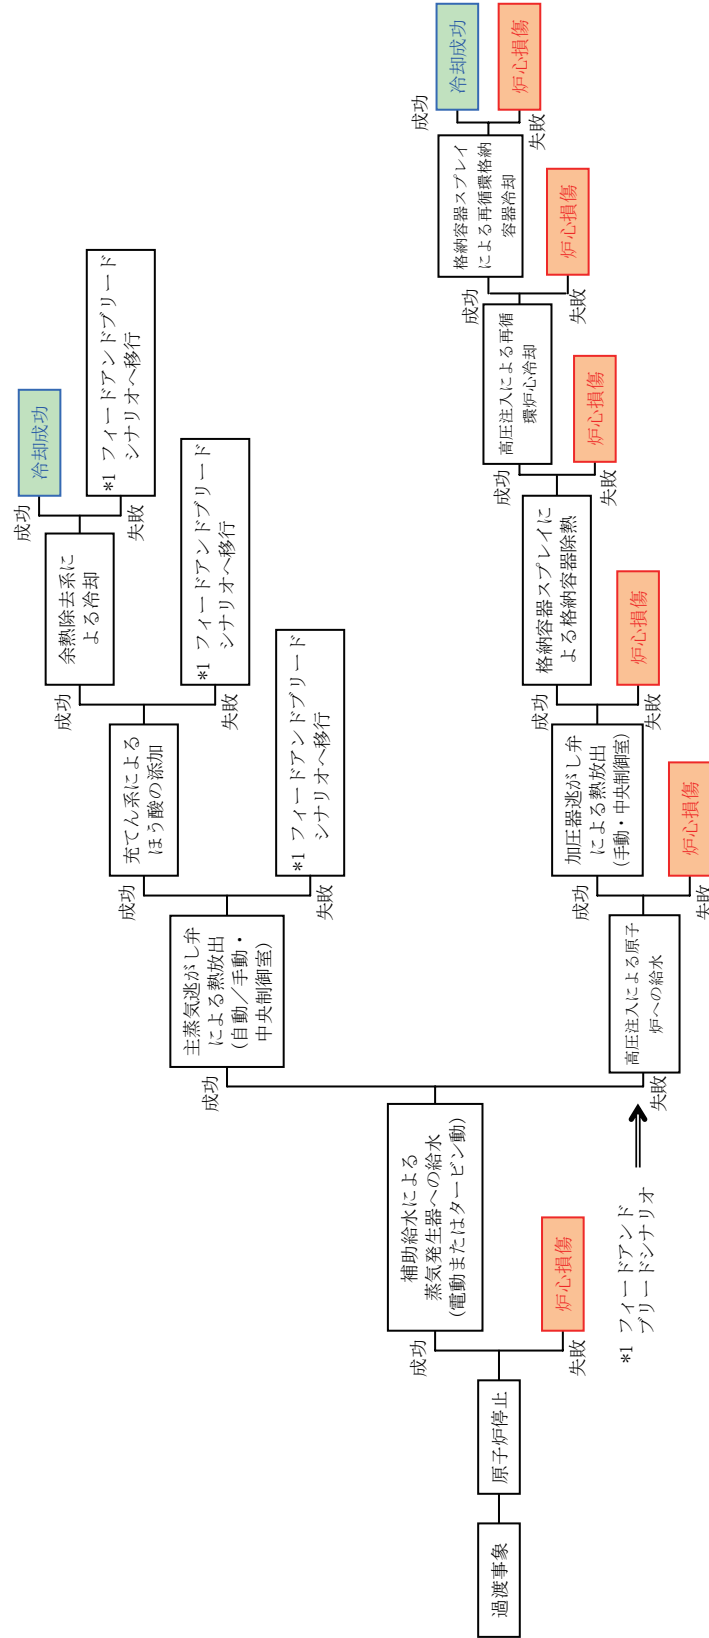 過渡事象
原子炉停止
成功
失敗
炉心損傷
補助給水による
蒸気発生器への給水
(電動またはタービン動)
成功
失敗
主蒸気逃がし弁
による熱放出
(自動／手動・
中央制御室)
成功
失敗
*1 フィードアンドブリード
シナリオへ移行
充てん系による
ほう酸の添加
成功
失敗
*1 フィードアンドブリード
シナリオへ移行
余熱除去系に
よる冷却
成功
失敗
冷却成功
*1 フィードアンドブリード
シナリオへ移行
*1 フィードアンド
ブリードシナリオ
高圧注入による原子
炉への給水
成功
失敗
炉心損傷
加圧器逃がし弁
による熱放出
(手動・中央制御室)
成功
失敗
炉心損傷
格納容器スプレイに
よる格納容器除熱
成功
失敗
炉心損傷
高圧注入による再循
環炉心冷却
成功
失敗
炉心損傷
格納容器スプレイ
による再循環格納
容器冷却
成功
失敗
冷却成功
炉心損傷